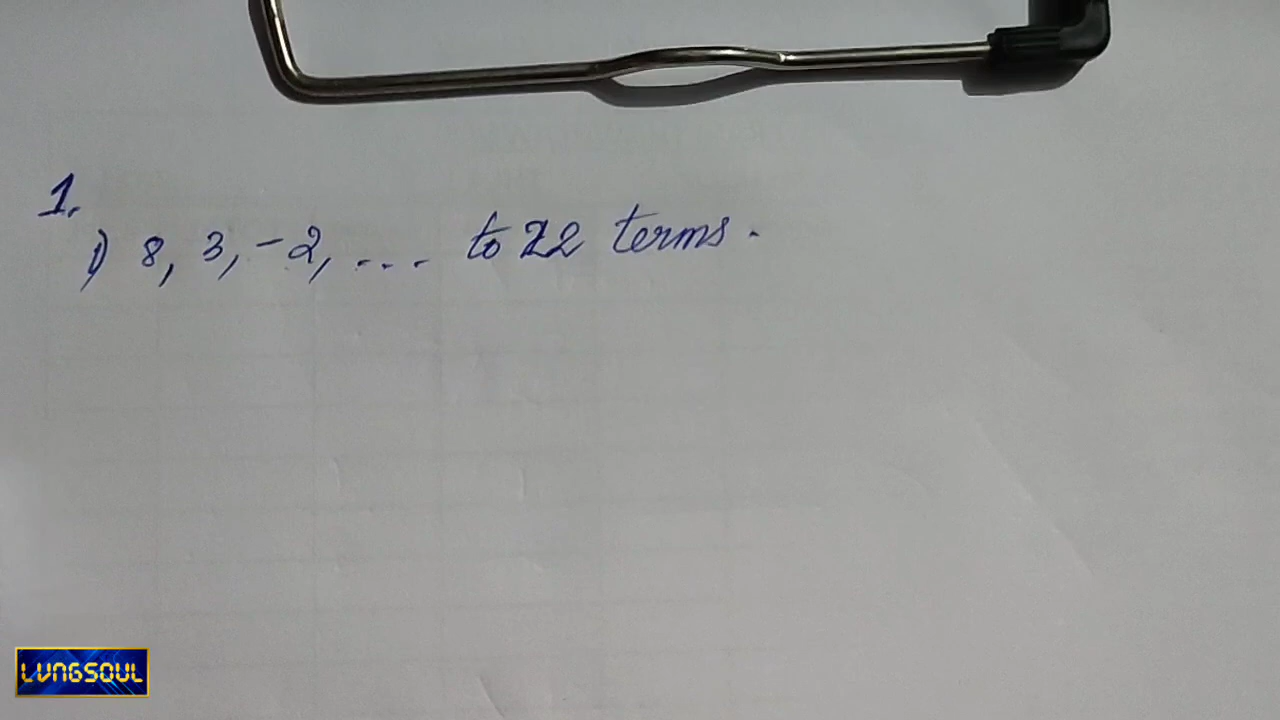 1.
i) 8, 3, -2, .... to 22 terms.
LUNGSOUL